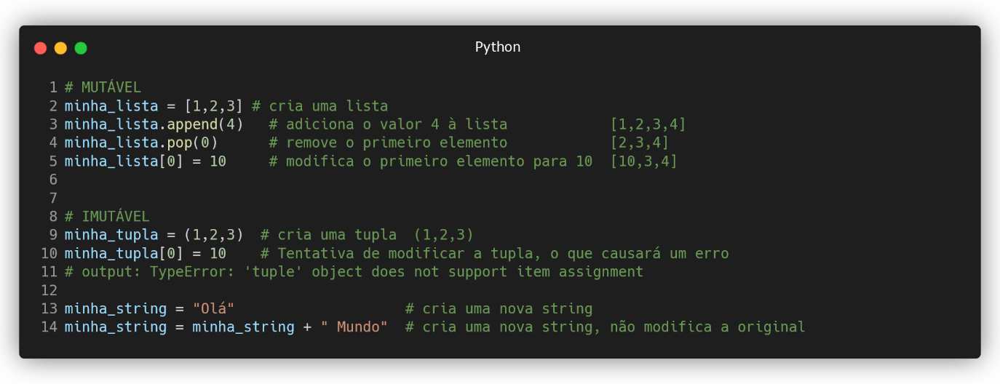 Python
1 # MUTÁVEL
2 minha_lista = [1,2,3] # cria uma lista
3 minha_lista.append(4)   # adiciona o valor 4 à lista            [1,2,3,4]
4 minha_lista.pop(0)      # remove o primeiro elemento            [2,3,4]
5 minha_lista[0] = 10     # modifica o primeiro elemento para 10  [10,3,4]
6
7
8 # IMUTÁVEL
9 minha_tupla = (1,2,3)  # cria uma tupla  (1,2,3)
10 minha_tupla[0] = 10    # Tentativa de modificar a tupla, o que causará um erro
11 # output: TypeError: 'tuple' object does not support item assignment
12
13 minha_string = "Olá"                    # cria uma nova string
14 minha_string = minha_string + " Mundo"  # cria uma nova string, não modifica a original